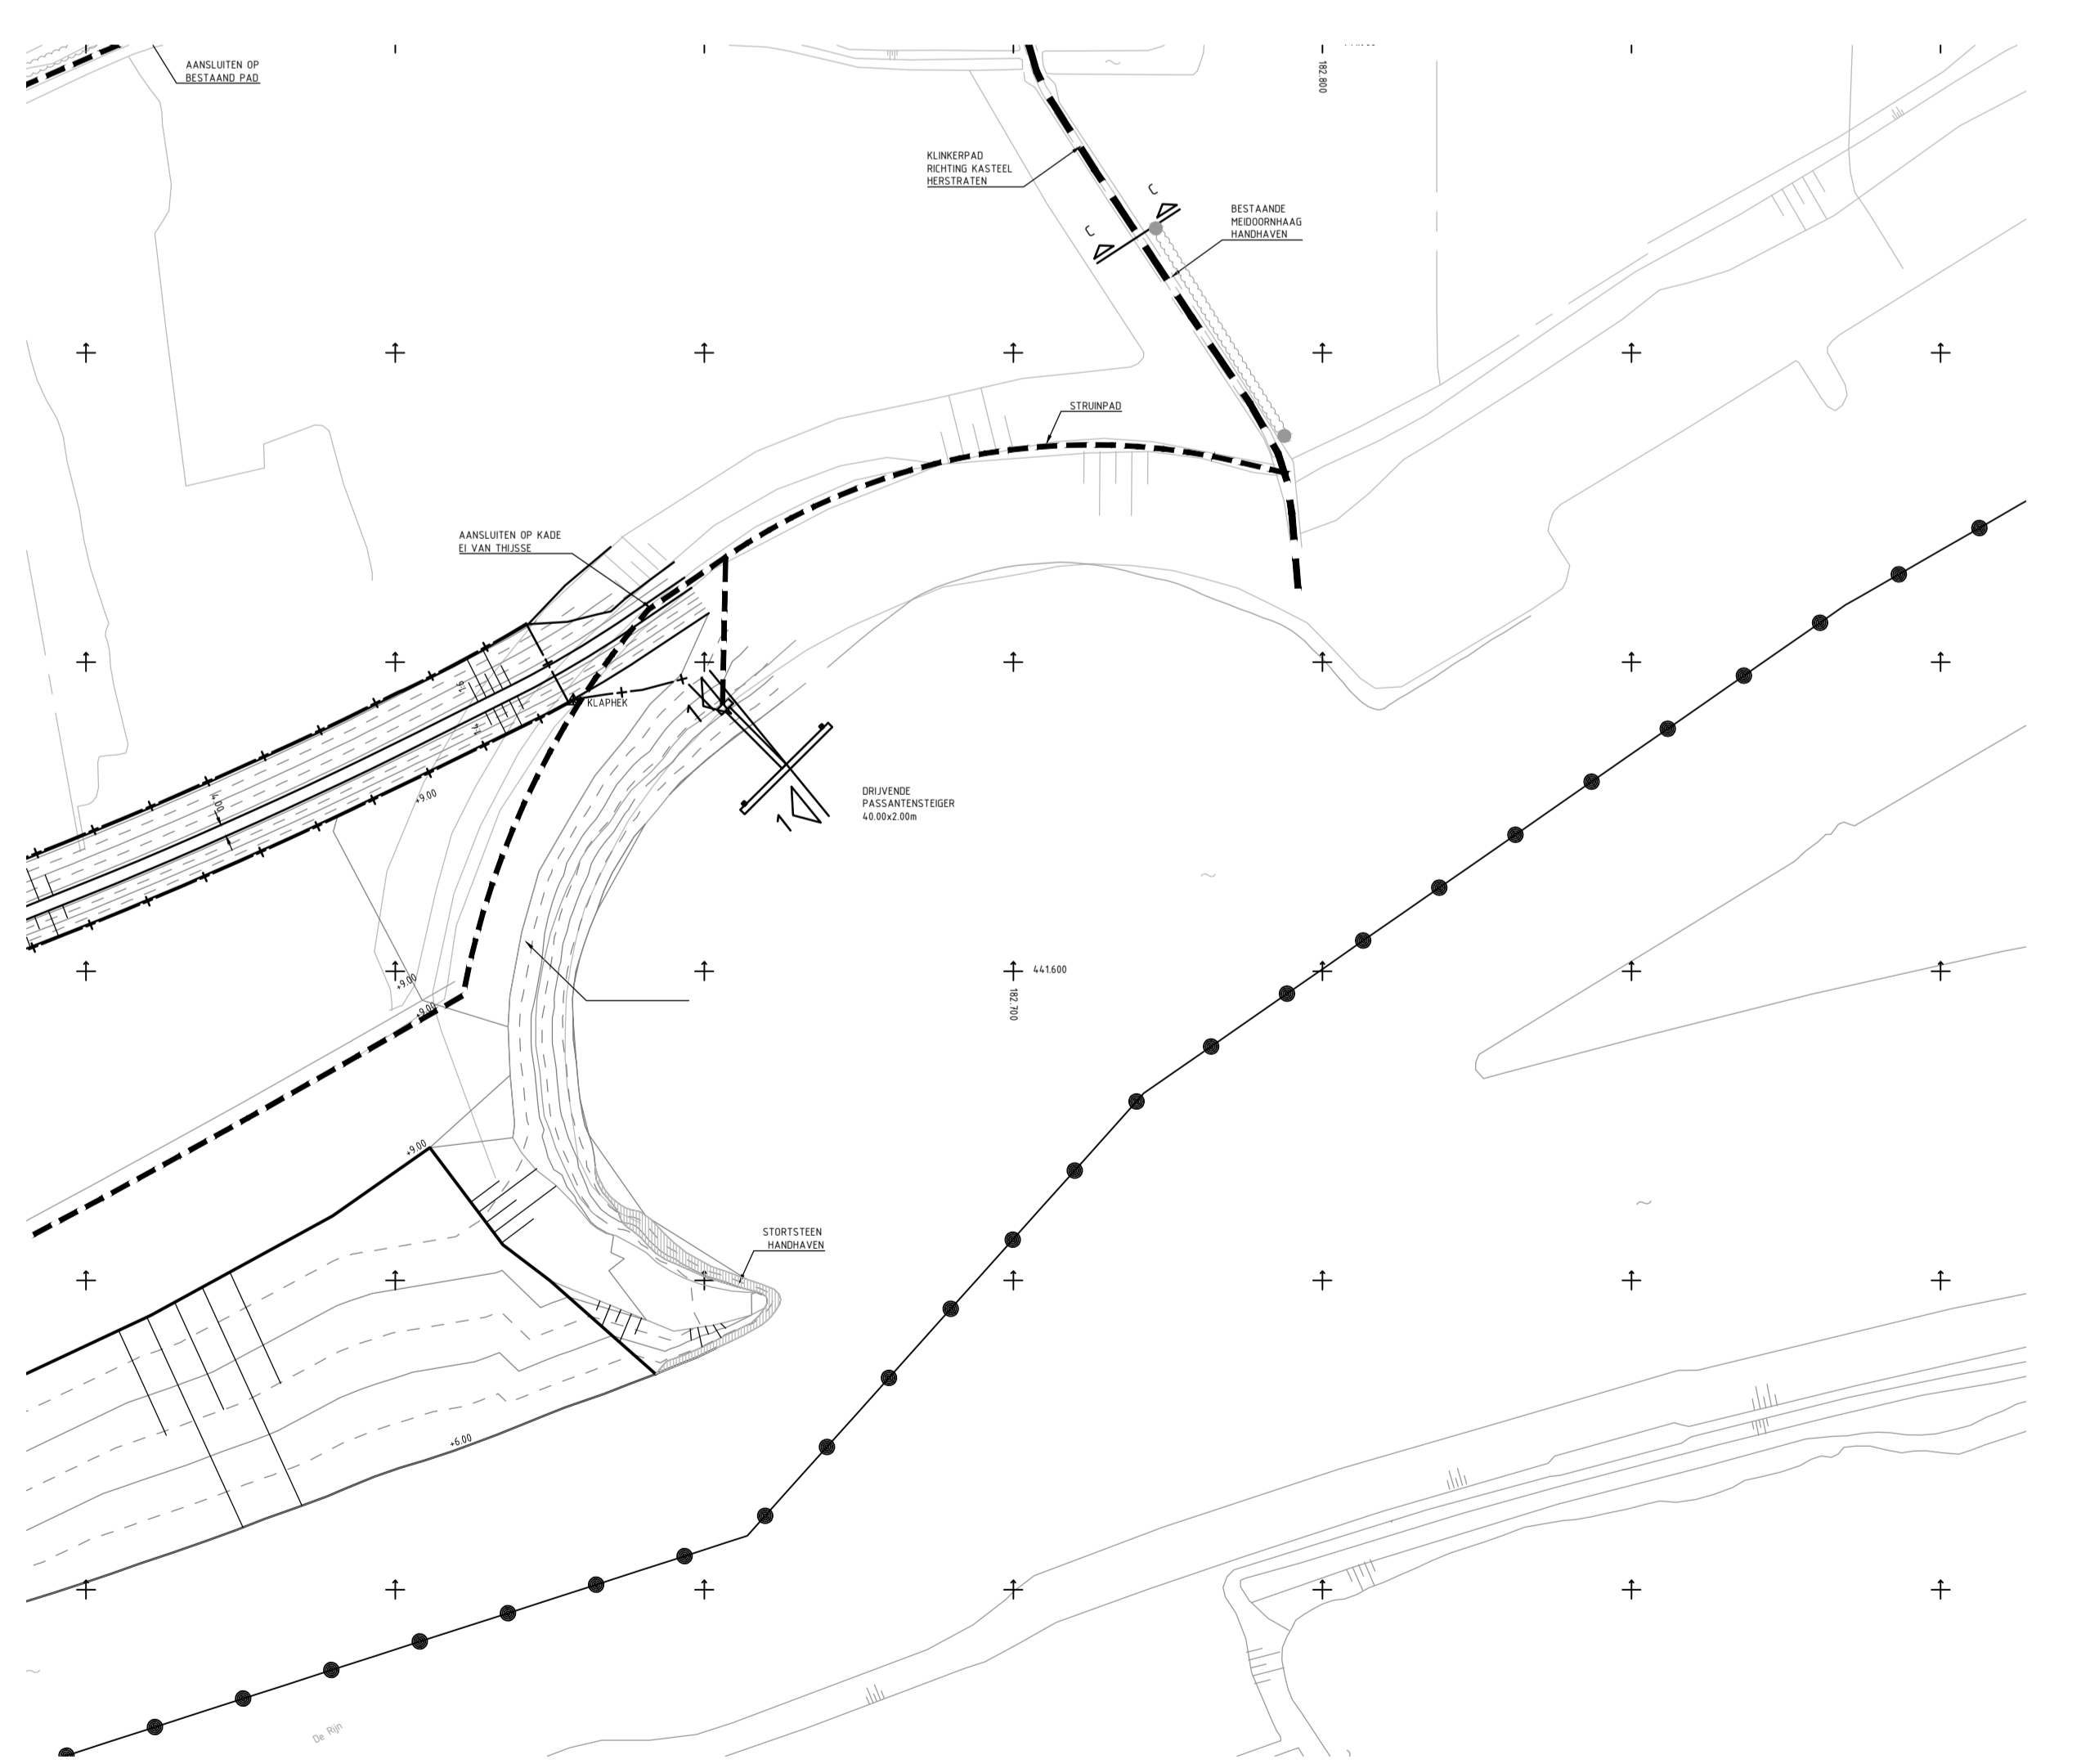 AANSLUITEN OP
BESTAAND PAD
182.800
KLINKERPAD
RICHTING KASTEEL
HERSTRATEN
C
C
BESTAANDE
MEIDOORNHAAG
HANDHAVEN
STRUINPAD
AANSLUITEN OP KADE
EI VAN THIJSSE
KLAPHEK
1
DRIJVENDE
PASSANTENSTEIGER
40.00x2.00m
1
+9.00
4.00
441.600
182.700
+9.00
+9.00
+9.00
STORTSTEEN
HANDHAVEN
+6.00
De Rijn